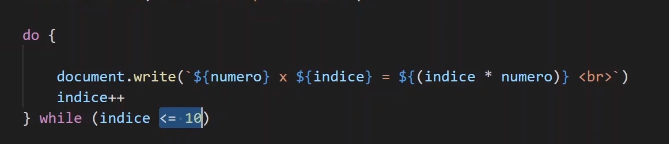 do {
document.write(`${numero} x ${indice} = ${(indice * numero)} <br>`)
indice++
} while (indice <= 10)